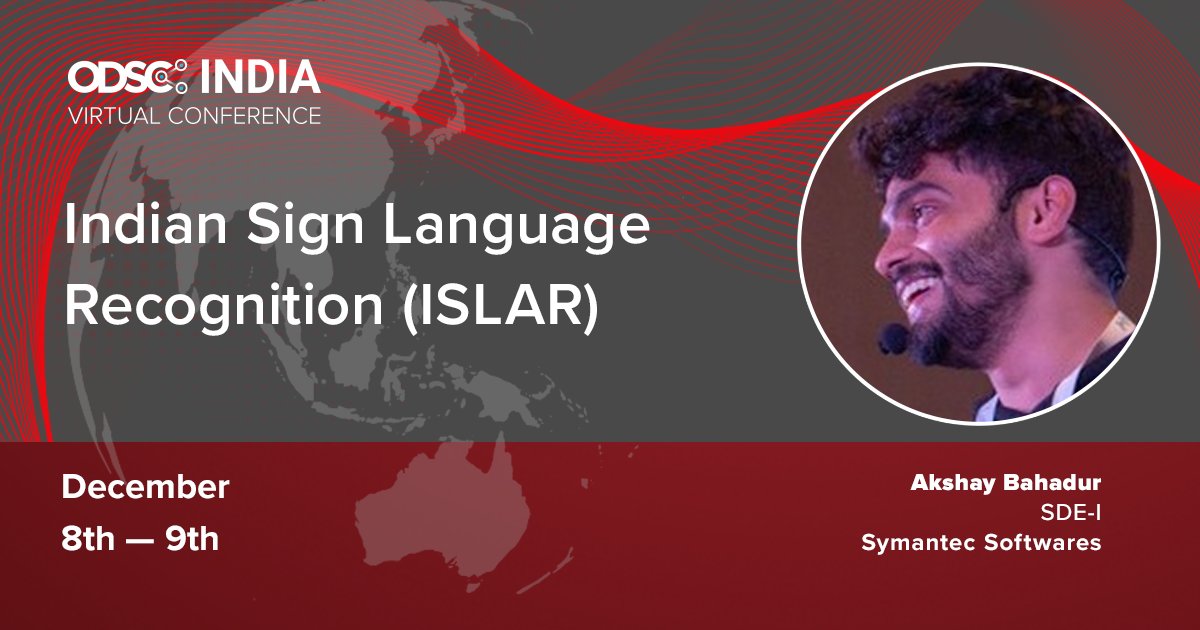 ODSC INDIA
VIRTUAL CONFERENCE
Indian Sign Language
Recognition (ISLAR)
December
8th — 9th
Akshay Bahadur
SDE-I
Symantec Softwares